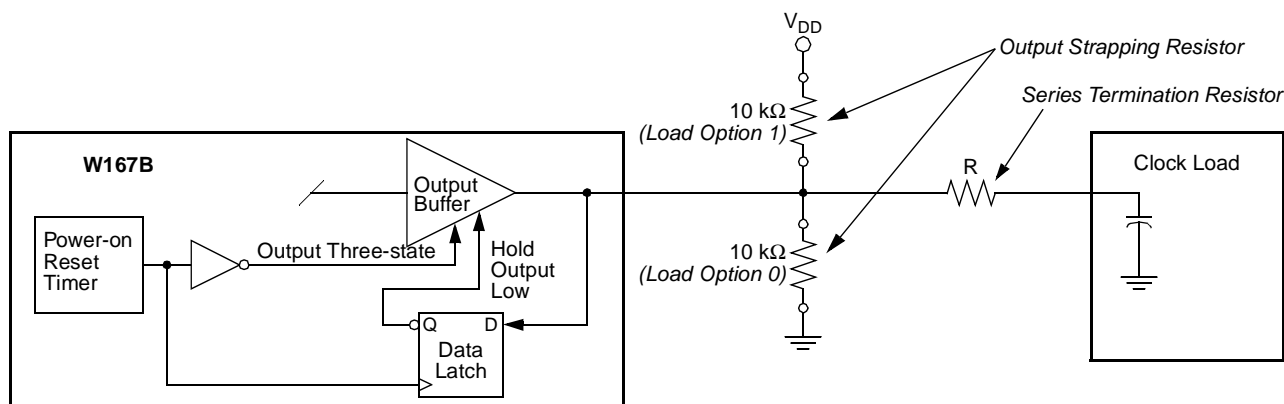 V_DD
Output Strapping Resistor
Series Termination Resistor
10 kΩ
(Load Option 1)
W167B
Output
Buffer
R
Clock Load
Power-on
Reset
Timer
Output Three-state
Hold
Output
Low
10 kΩ
(Load Option 0)
Q D
Data
Latch